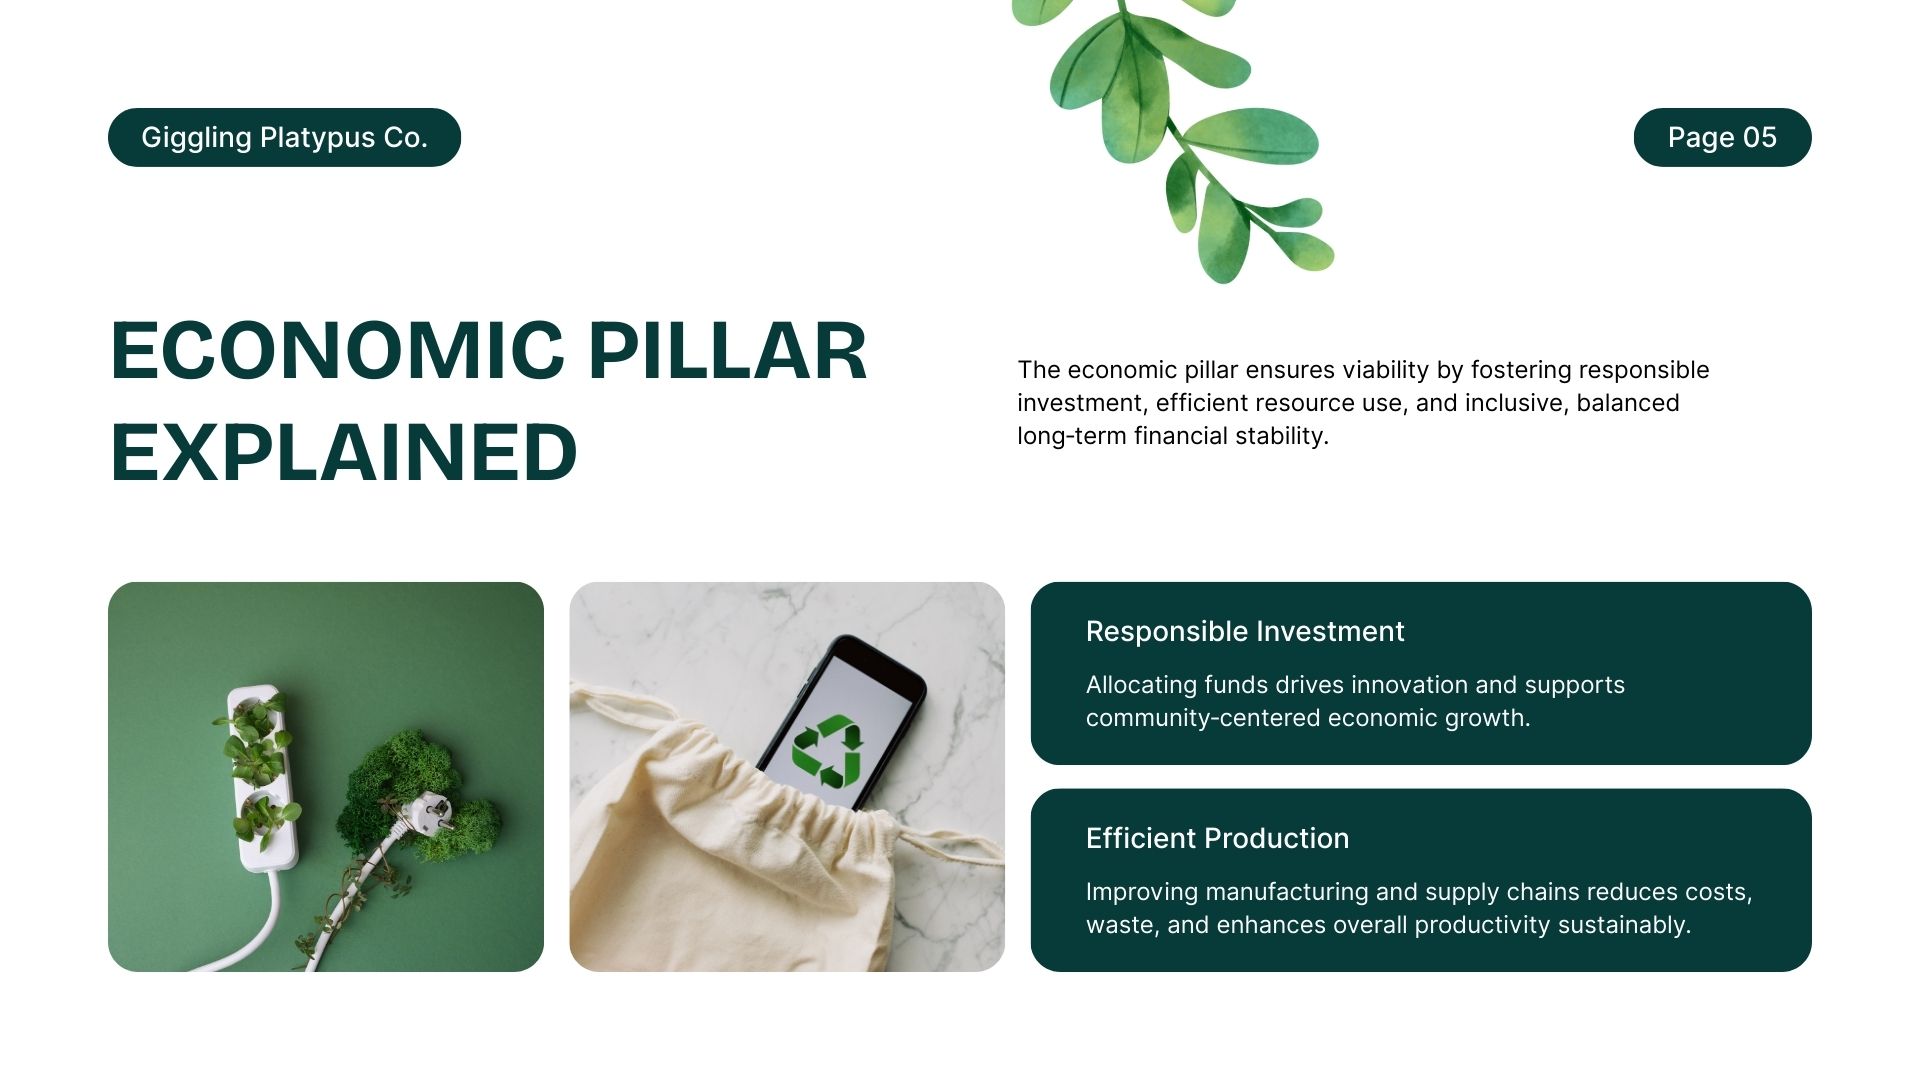 Giggling Platypus Co.
Page 05
ECONOMIC PILLAR
EXPLAINED
The economic pillar ensures viability by fostering responsible
investment, efficient resource use, and inclusive, balanced
long-term financial stability.
Responsible Investment
Allocating funds drives innovation and supports
community-centered economic growth.
Efficient Production
Improving manufacturing and supply chains reduces costs,
waste, and enhances overall productivity sustainably.